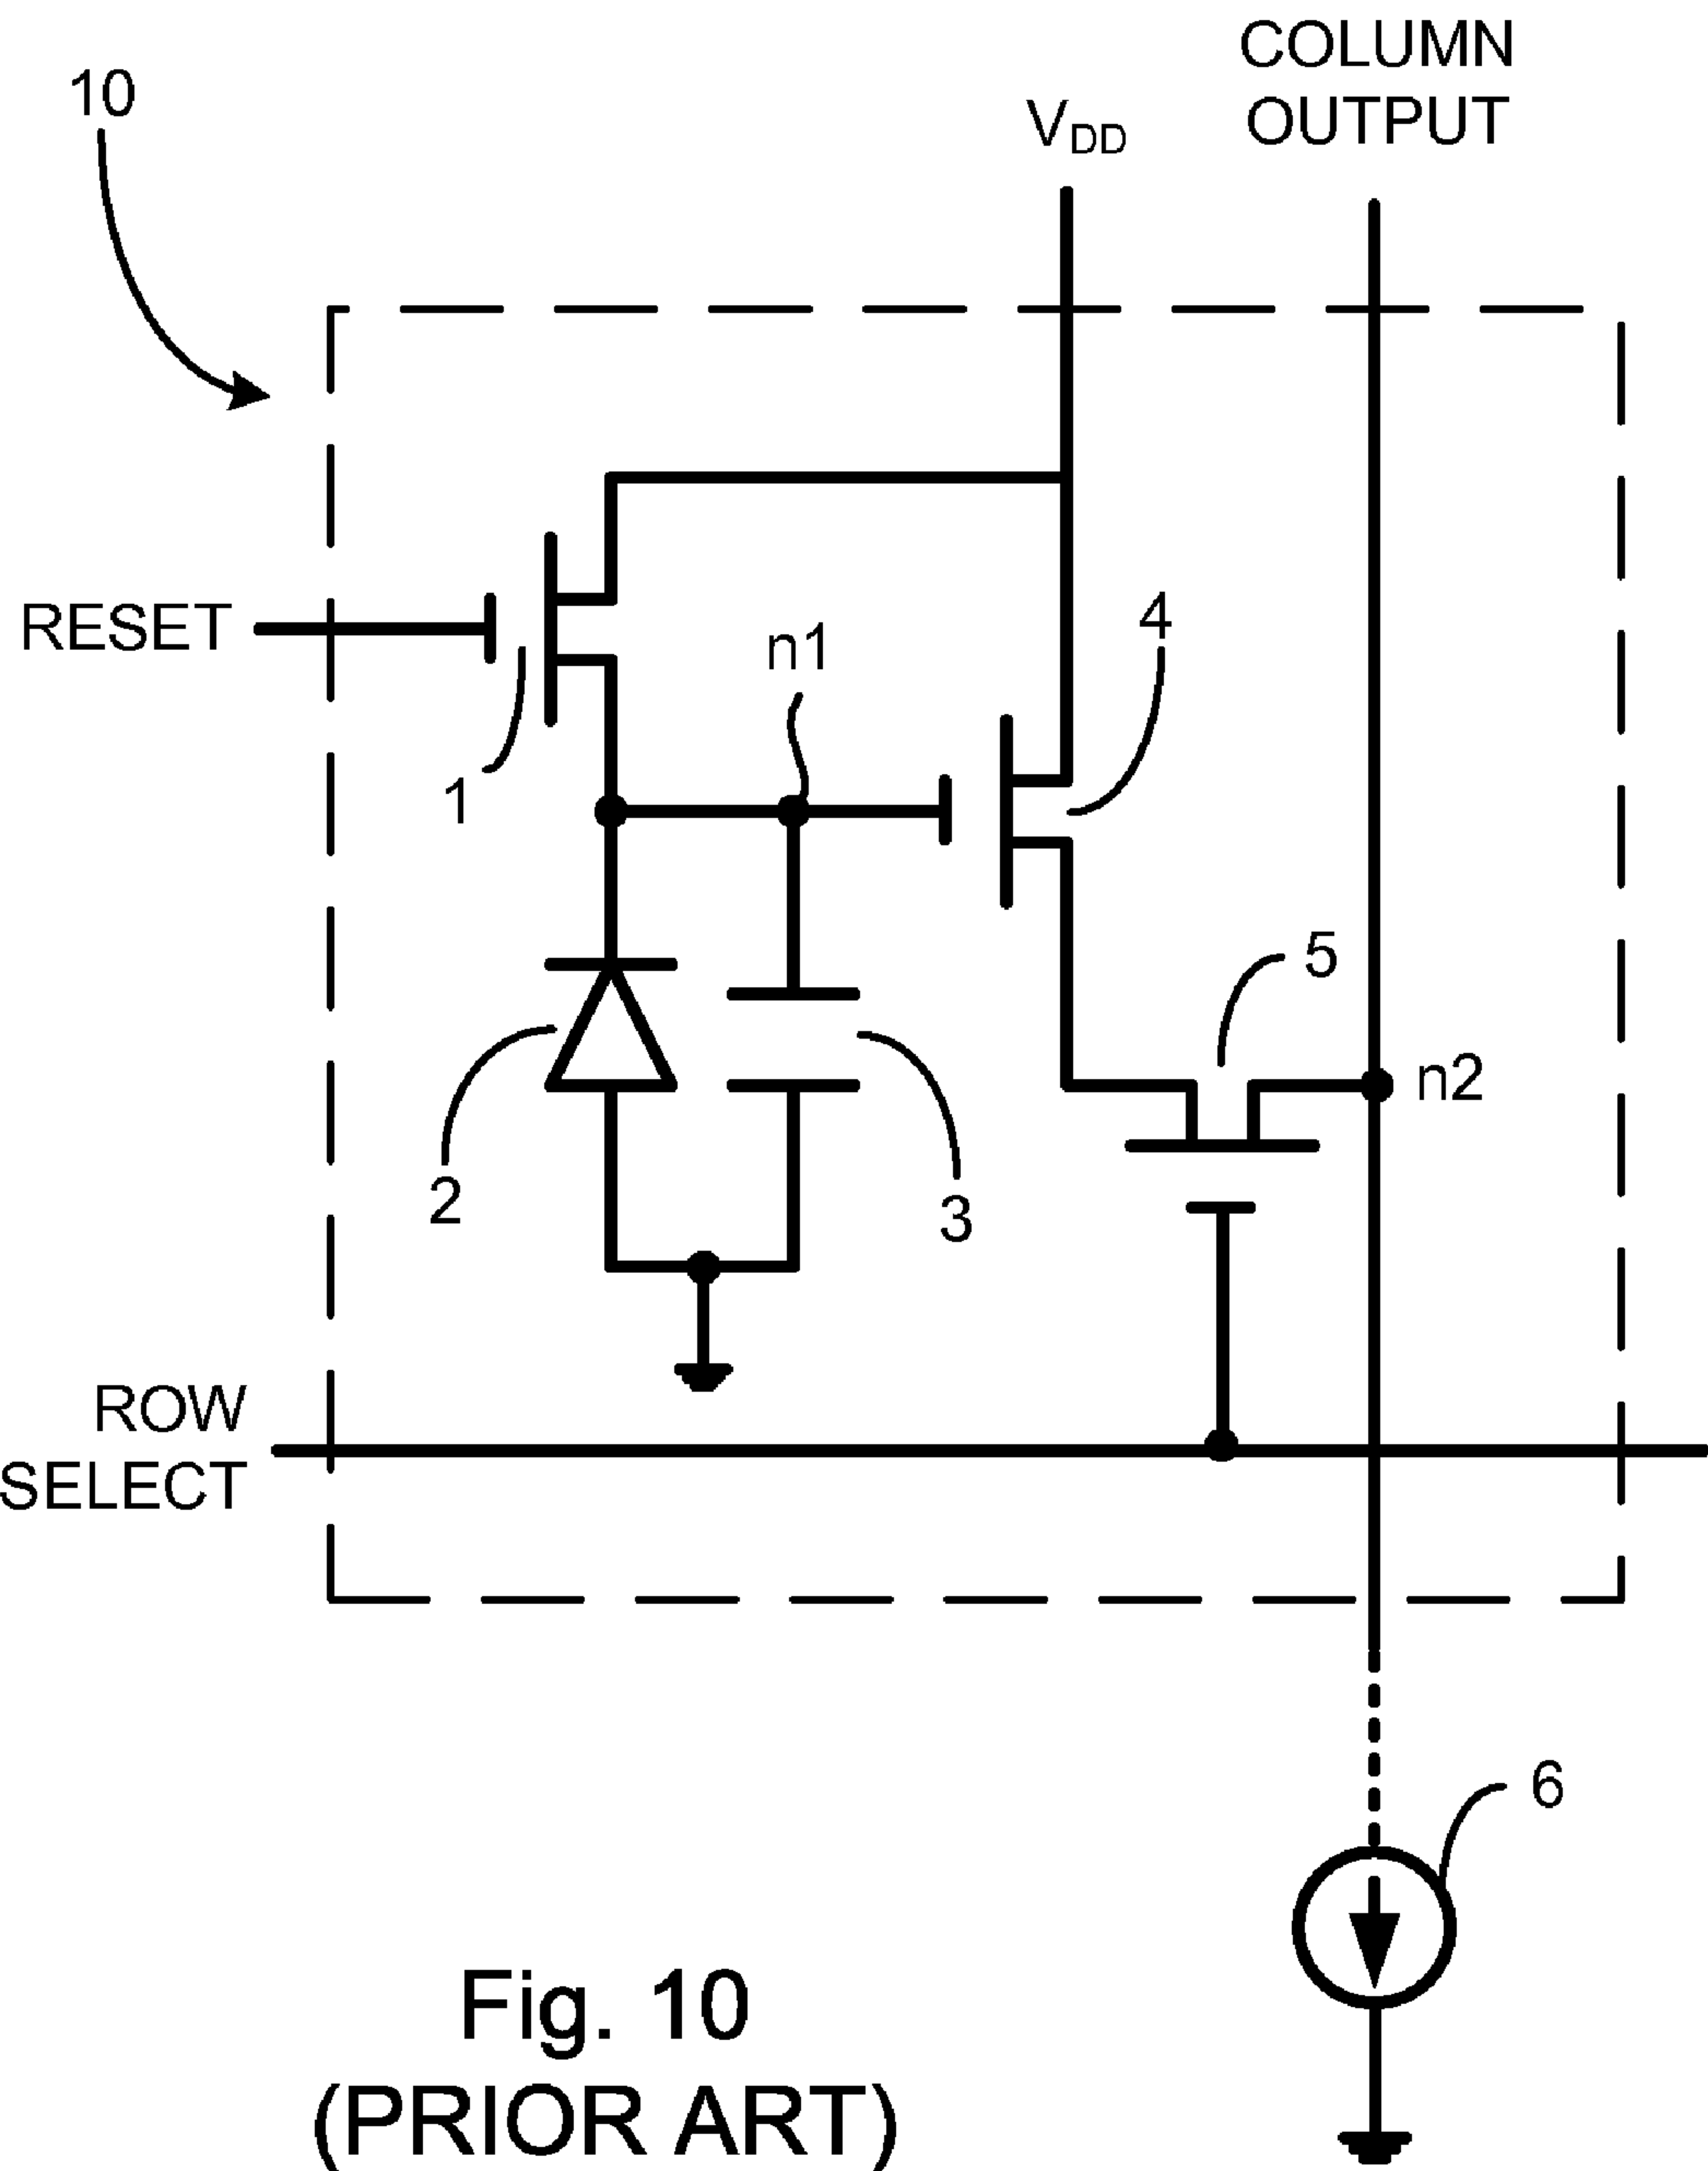 COLUMN
OUTPUT
10
VDD
RESET
n1
4
1
5
n2
2
3
ROW
SELECT
6
Fig. 10
(PRIOR ART)